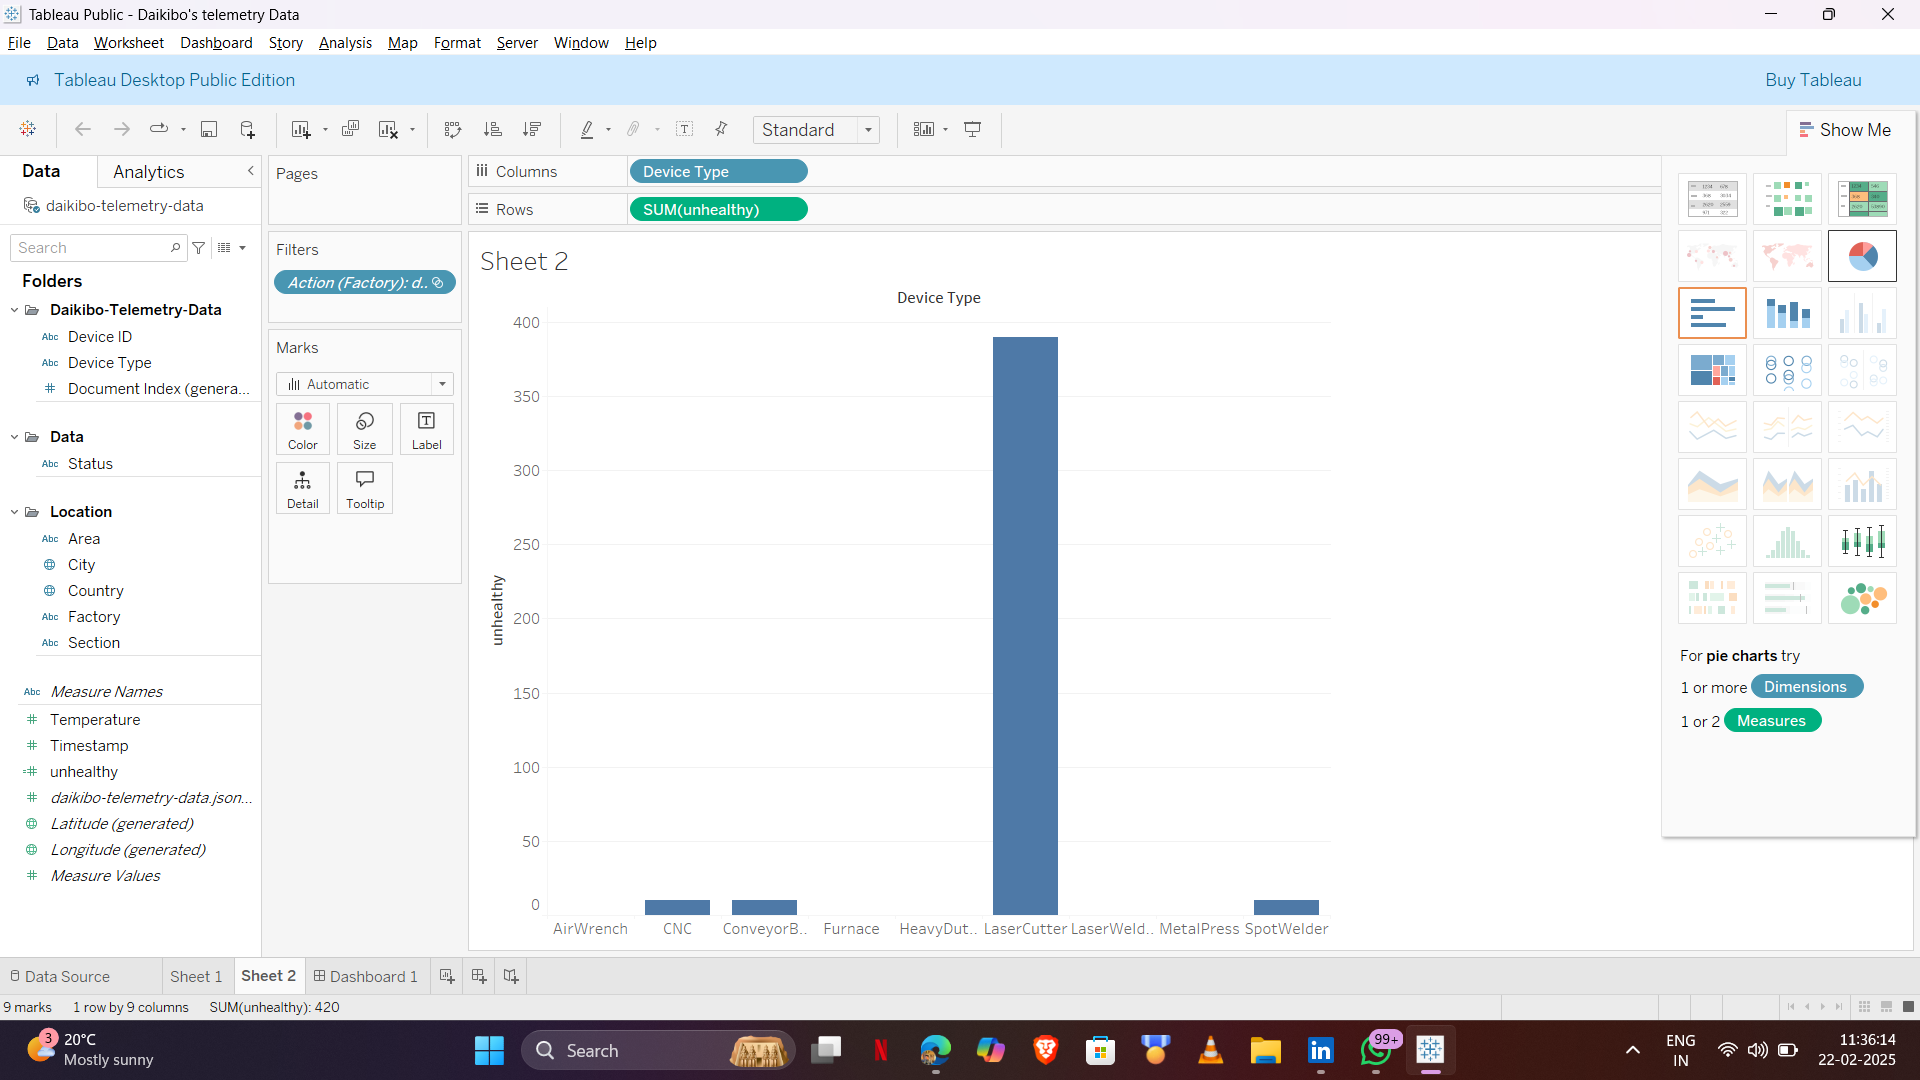 Tableau Public - Daikibo's telemetry Data
File Data Worksheet Dashboard Story Analysis Map Format Server Window Help
Tableau Desktop Public Edition
Buy Tableau
Standard
Show Me
Data
Analytics
daikibo-telemetry-data
Search
Folders
Daikibo-Telemetry-Data
Abc Device ID
Abc Device Type
Document Index (genera...
Data
Abc Status
Location
Abc Area
City
Country
Abc Factory
Abc Section
Abc Measure Names
Temperature
Timestamp
unhealthy
daikibo-telemetry-data.json...
Latitude (generated)
Longitude (generated)
Measure Values
Pages
Filters
Action (Factory): d..
Marks
Automatic
Color
Size
Label
Detail
Tooltip
Columns
Device Type
Rows
SUM(unhealthy)
Sheet 2
Device Type
400
350
300
250
200
150
100
50
0
unhealthy
AirWrench CNC ConveyorB.. Furnace HeavyDut.. LaserCutter LaserWeld.. MetalPress SpotWelder
For pie charts try
1 or more Dimensions
1 or 2 Measures
Data Source
Sheet 1
Sheet 2
Dashboard 1
9 marks
1 row by 9 columns
SUM(unhealthy): 420
3
20°C
Mostly sunny
Search
99+
ENG
IN
11:36:14
22-02-2025